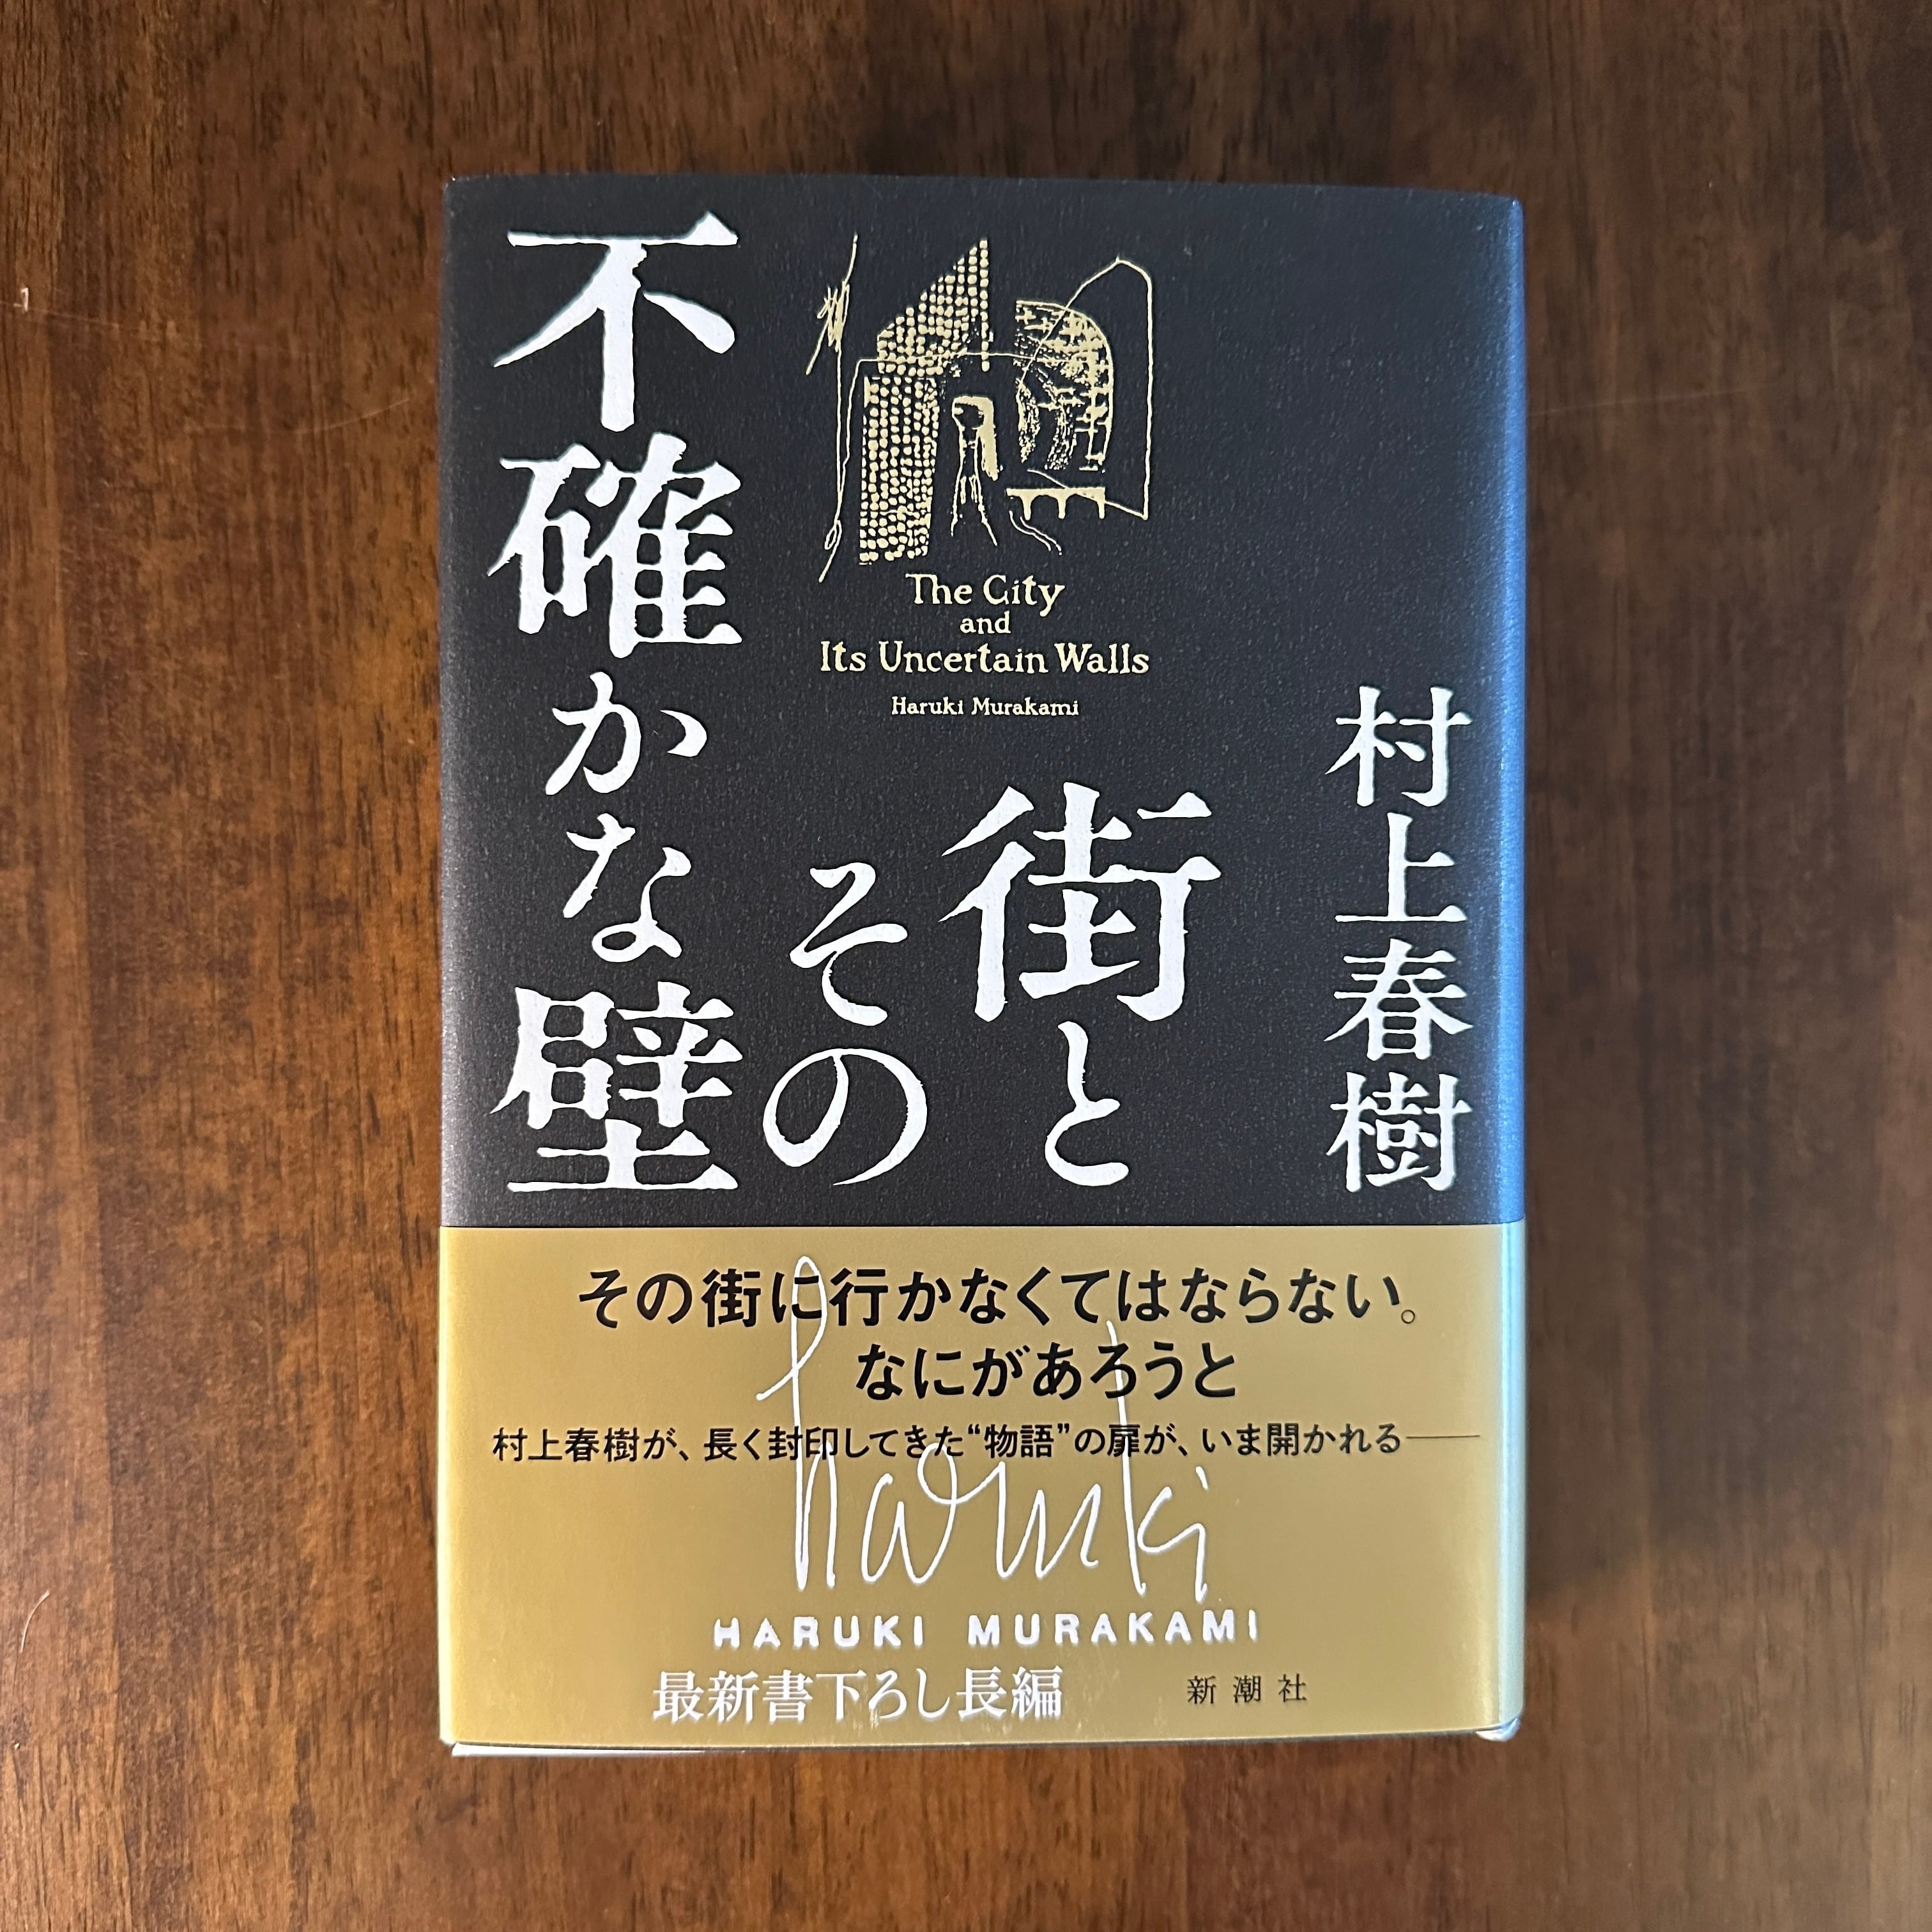 村上春樹
街と
その
不確かな壁
The City
and
Its Uncertain Walls
Haruki Murakami
その街に行かなくてはならない。
なにがあろうと
村上春樹が、長く封印してきた“物語”の扉が、いま開かれる——
haruki
HARUKI MURAKAMI
最新書下ろし長編
新潮社